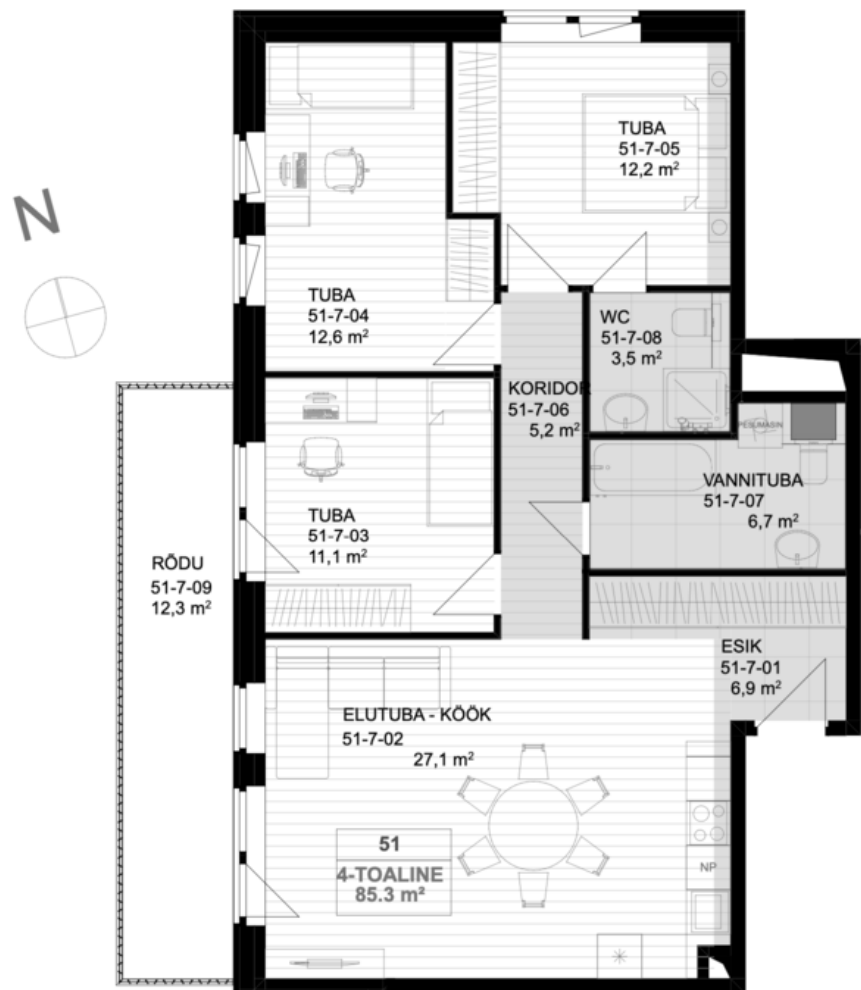 TUBA
51-7-05
12,2 m²
N
TUBA
51-7-04
12,6 m²
WC
51-7-08
3,5 m²
KORIDOR
51-7-06
5,2 m²
PESUMASIN
VANNITUBA
51-7-07
6,7 m²
TUBA
51-7-03
11,1 m²
RÕDU
51-7-09
12,3 m²
ESIK
51-7-01
6,9 m²
ELUTUBA - KÖÖK
51-7-02
27,1 m²
51
4-TOALINE
85.3 m²
NP